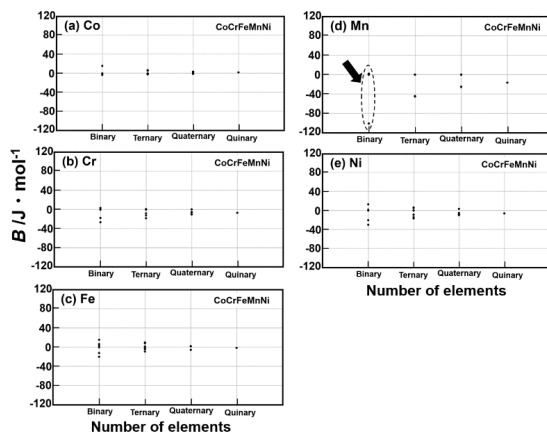 (a) Co
CoCrFeMnNi
120
80
40
0
-40
-80
-120
Binary
Ternary
Quaternary
Quinary
(b) Cr
CoCrFeMnNi
120
80
40
0
-40
-80
-120
Binary
Ternary
Quaternary
Quinary
(c) Fe
CoCrFeMnNi
120
80
40
0
-40
-80
-120
Binary
Ternary
Quaternary
Quinary
B /J・mol⁻¹
Number of elements
(d) Mn
CoCrFeMnNi
120
80
40
0
-40
-80
-120
Binary
Ternary
Quaternary
Quinary
(e) Ni
CoCrFeMnNi
120
80
40
0
-40
-80
-120
Binary
Ternary
Quaternary
Quinary
Number of elements